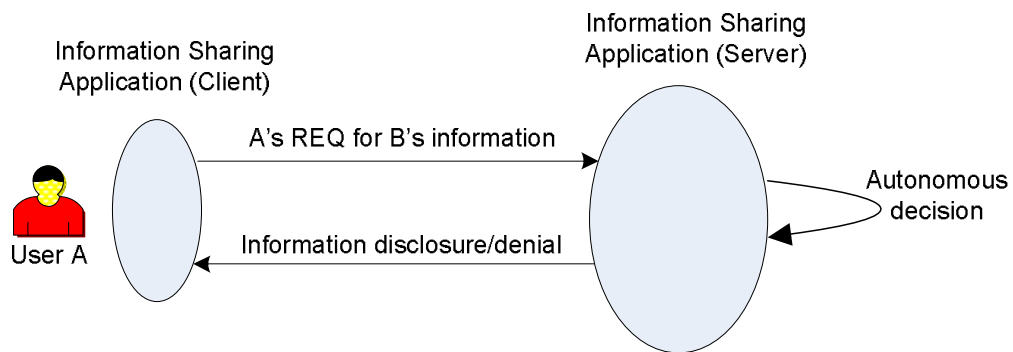 Information Sharing
Application (Client)
Information Sharing
Application (Server)
A's REQ for B's information
Autonomous
decision
Information disclosure/denial
User A